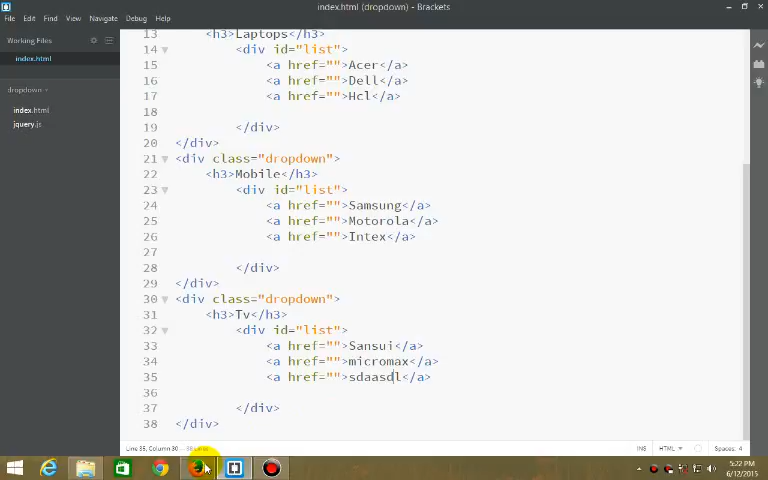 index.html (dropdown) - Brackets
File Edit Find View Navigate Debug Help
Working Files
index.html
dropdown
index.html
jquery.js
13 <h3>Laptops</h3>
14 <div id="list">
15 <a href="">Acer</a>
16 <a href="">Dell</a>
17 <a href="">Hcl</a>
18
19 </div>
20 </div>
21 <div class="dropdown">
22 <h3>Mobile</h3>
23 <div id="list">
24 <a href="">Samsung</a>
25 <a href="">Motorola</a>
26 <a href="">Intex</a>
27
28 </div>
29 </div>
30 <div class="dropdown">
31 <h3>Tv</h3>
32 <div id="list">
33 <a href="">Sansui</a>
34 <a href="">micromax</a>
35 <a href="">sdaasdl</a>
36
37 </div>
38 </div>
Line 35, Column 30 INS HTML Spaces: 4
5:22 PM
6/12/2015